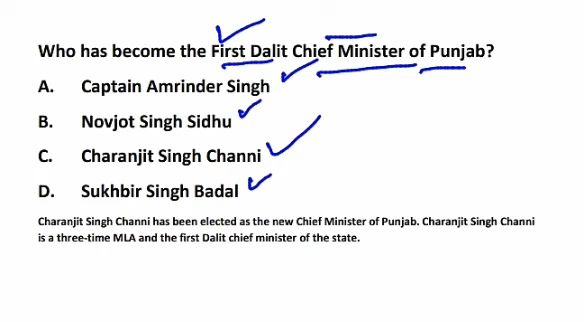 Who has become the First Dalit Chief Minister of Punjab?
A. Captain Amrinder Singh
B. Novjot Singh Sidhu
C. Charanjit Singh Channi
D. Sukhbir Singh Badal
Charanjit Singh Channi has been elected as the new Chief Minister of Punjab. Charanjit Singh Channi
is a three-time MLA and the first Dalit chief minister of the state.